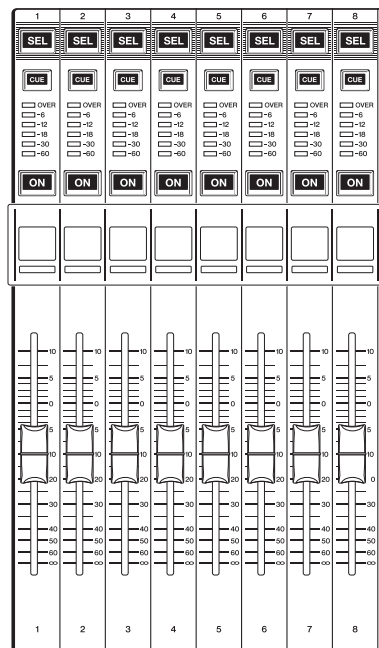 1 2 3 4 5 6 7 8
SEL SEL SEL SEL SEL SEL SEL SEL
CUE CUE CUE CUE CUE CUE CUE CUE
OVER OVER OVER OVER OVER OVER OVER OVER
-6 -6 -6 -6 -6 -6 -6 -6
-12 -12 -12 -12 -12 -12 -12 -12
-18 -18 -18 -18 -18 -18 -18 -18
-30 -30 -30 -30 -30 -30 -30 -30
-60 -60 -60 -60 -60 -60 -60 -60
ON ON ON ON ON ON ON ON
10 10 10 10 10 10 10 10
5 5 5 5 5 5 5 5
0 0 0 0 0 0 0 0
5 5 5 5 5 5 5 5
10 10 10 10 10 10 10 10
20 20 20 20 20 20 20 0
30 30 30 30 30 30 30 30
40 40 40 40 40 40 40 40
50 50 50 50 50 50 50 50
60 60 60 60 60 60 60 60
∞ ∞ ∞ ∞ ∞ ∞ ∞ ∞
1 2 3 4 5 6 7 8